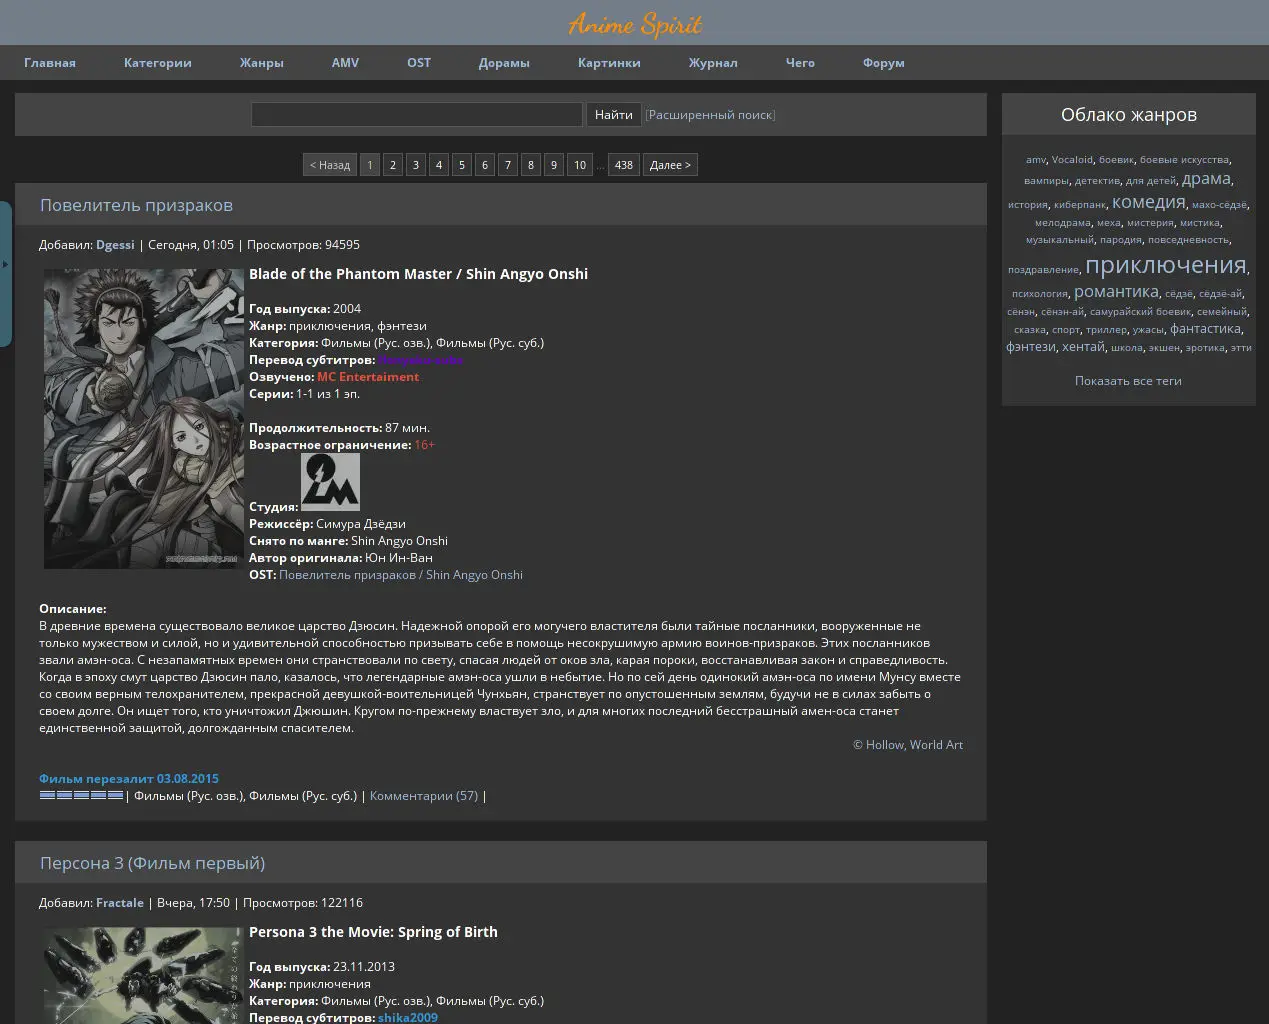 Anime Spirit
Главная Категории Жанры AMV OST Дорамы Картинки Журнал Чего Форум
Найти [Расширенный поиск]
< Назад 1 2 3 4 5 6 7 8 9 10 ... 438 Далее >
Повелитель призраков
Добавил: Dgessi | Сегодня, 01:05 | Просмотров: 94595
Blade of the Phantom Master / Shin Angyo Onshi
Год выпуска: 2004
Жанр: приключения, фэнтези
Категория: Фильмы (Рус. озв.), Фильмы (Рус. суб.)
Перевод субтитров:
Озвучено: MC Entertaiment
Серии: 1-1 из 1 эп.
Продолжительность: 87 мин.
Возрастное ограничение: 16+
Студия: OLM
Режиссёр: Симура Дзёдзи
Снято по манге: Shin Angyo Onshi
Автор оригинала: Юн Ин-Ван
OST: Повелитель призраков / Shin Angyo Onshi
Описание:
В древние времена существовало великое царство Дзюсин. Надежной опорой его могучего властителя были тайные посланники, вооруженные не
только мужеством и силой, но и удивительной способностью призывать себе в помощь несокрушимую армию воинов-призраков. Этих посланников
звали амэн-оса. С незапамятных времен они странствовали по свету, спасая людей от оков зла, карая пороки, восстанавливая закон и справедливость.
Когда в эпоху смут царство Дзюсин пало, казалось, что легендарные амэн-оса ушли в небытие. Но по сей день одинокий амэн-оса по имени Мунсу вместе
со своим верным телохранителем, прекрасной девушкой-воительницей Чунхьян, странствует по опустошенным землям, будучи не в силах забыть о
своем долге. Он ищет того, кто уничтожил Джюшин. Кругом по-прежнему властвует зло, и для многих последний бесстрашный амен-оса станет
единственной защитой, долгожданным спасителем.
© Hollow, World Art
Фильм перезалит 03.08.2015
| Фильмы (Рус. озв.), Фильмы (Рус. суб.) | Комментарии (57) |
Персона 3 (Фильм первый)
Добавил: Fractale | Вчера, 17:50 | Просмотров: 122116
Persona 3 the Movie: Spring of Birth
Год выпуска: 23.11.2013
Жанр: приключения
Категория: Фильмы (Рус. озв.), Фильмы (Рус. суб.)
Перевод субтитров: shika2009
Облако жанров
amv, Vocaloid, боевик, боевые искусства,
вампиры, детектив, для детей, драма,
история, киберпанк, комедия, махо-сёдзё,
мелодрама, меха, мистерия, мистика,
музыкальный, пародия, повседневность,
поздравление, приключения,
психология, романтика, сёдзё, сёдзё-ай,
сёнэн, сёнэн-ай, самурайский боевик, семейный,
сказка, спорт, триллер, ужасы, фантастика,
фэнтези, хентай, школа, экшен, эротика, этти
Показать все теги